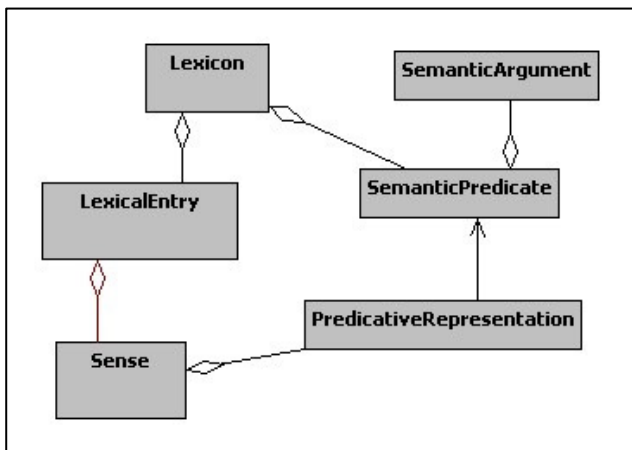 Lexicon
SemanticArgument
LexicalEntry
SemanticPredicate
PredicativeRepresentation
Sense